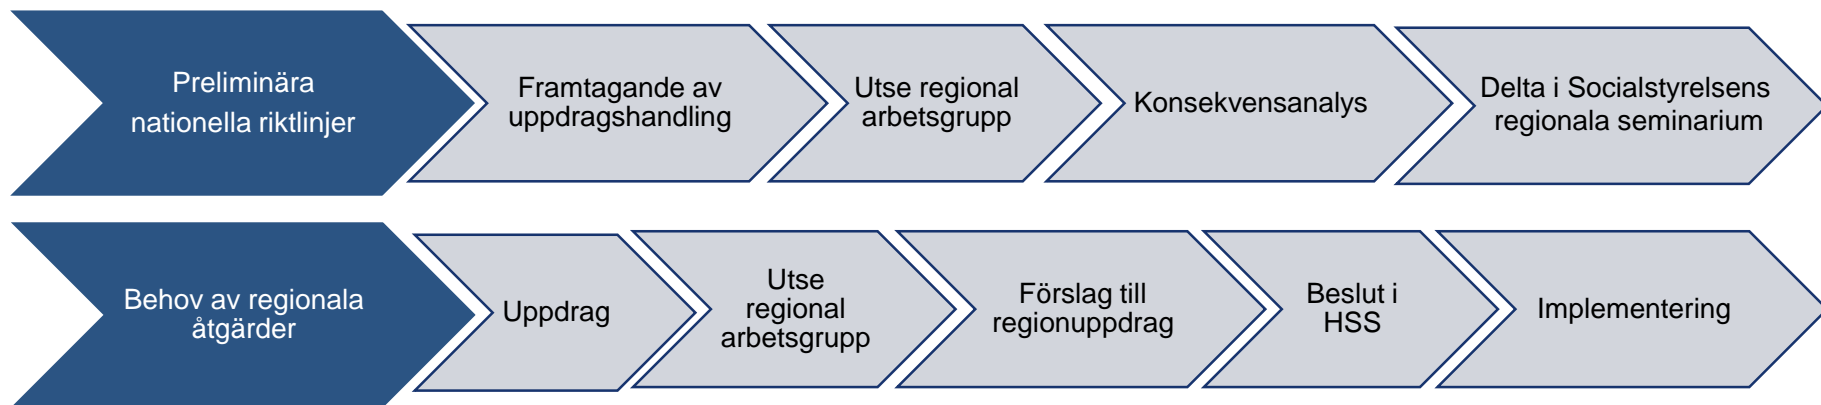 Preliminära
nationella riktlinjer
Framtagande av
uppdragshandling
Utse regional
arbetsgrupp
Konsekvensanalys
Delta i Socialstyrelsens
regionala seminarium
Behov av regionala
åtgärder
Uppdrag
Utse
regional
arbetsgrupp
Förslag till
regionuppdrag
Beslut i
HSS
Implementering